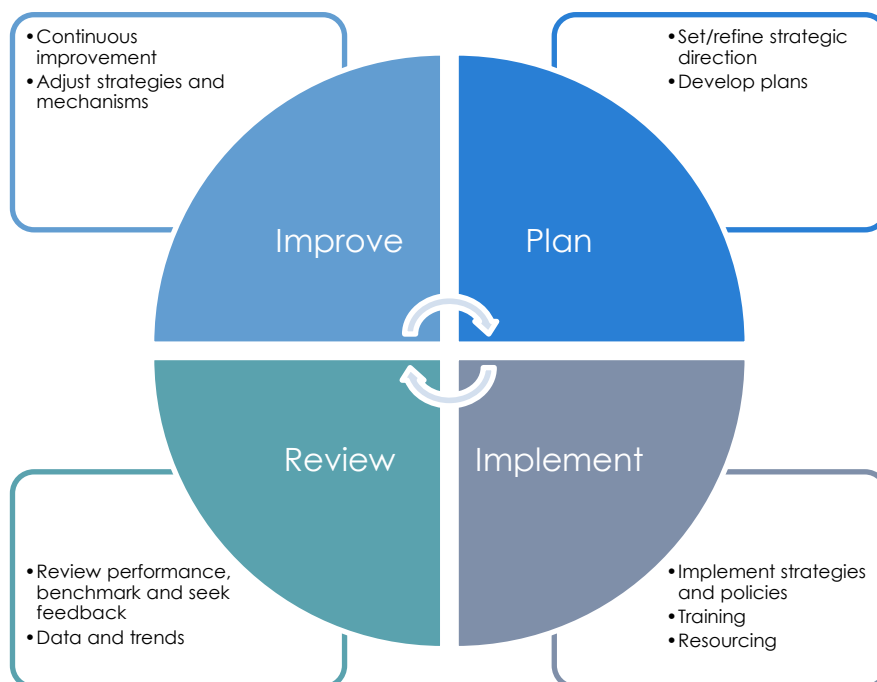 •Continuous
improvement
•Adjust strategies and
mechanisms
•Set/refine strategic
direction
•Develop plans
Improve
Plan
Review
Implement
•Review performance,
benchmark and seek
feedback
•Data and trends
•Implement strategies
and policies
•Training
•Resourcing